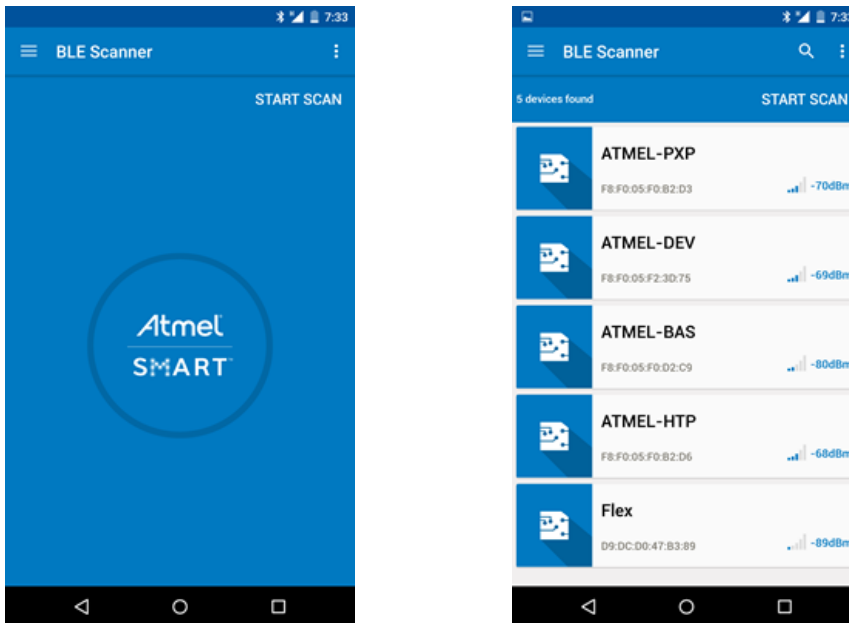 7:33
BLE Scanner
START SCAN
Atmel
SMART
7:33
BLE Scanner
5 devices found
START SCAN
ATMEL-PXP
F8:F0:05:F0:B2:D3
-70dBm
ATMEL-DEV
F8:F0:05:F2:3D:75
-69dBm
ATMEL-BAS
F8:F0:05:F0:D2:C9
-80dBm
ATMEL-HTP
F8:F0:05:F0:B2:D6
-68dBm
Flex
D9:DC:D0:47:B3:89
-89dBm